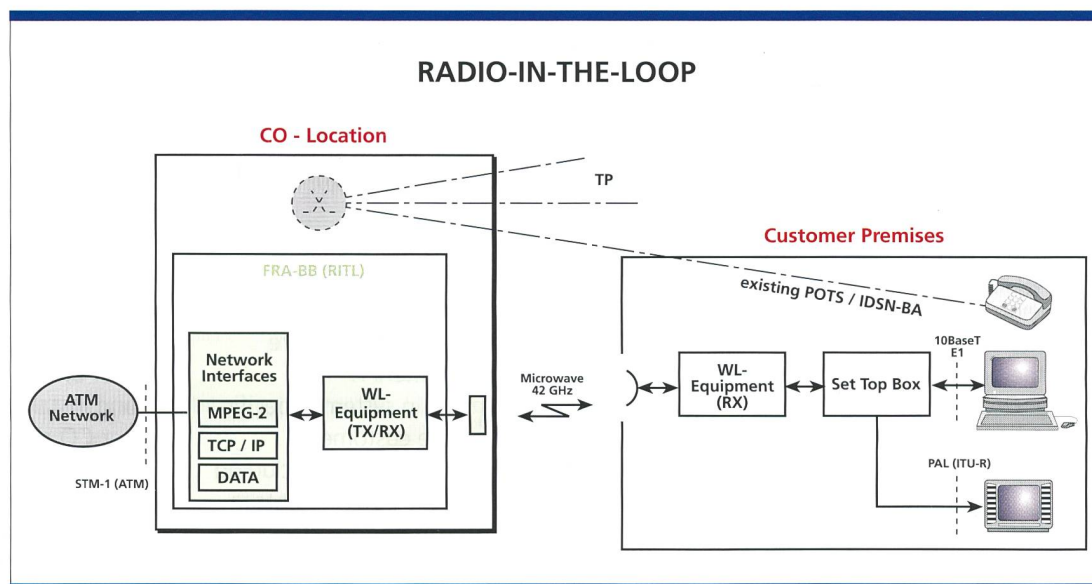 RADIO-IN-THE-LOOP
CO - Location
TP
Customer Premises
FRA-BB (RITL)
existing POTS / IDSN-BA
Network
Interfaces
MPEG-2
TCP / IP
DATA
ATM
Network
STM-1 (ATM)
WL-
Equipment
(TX/RX)
Microwave
42 GHz
WL-
Equipment
(RX)
Set Top Box
10BaseT
E1
PAL (ITU-R)